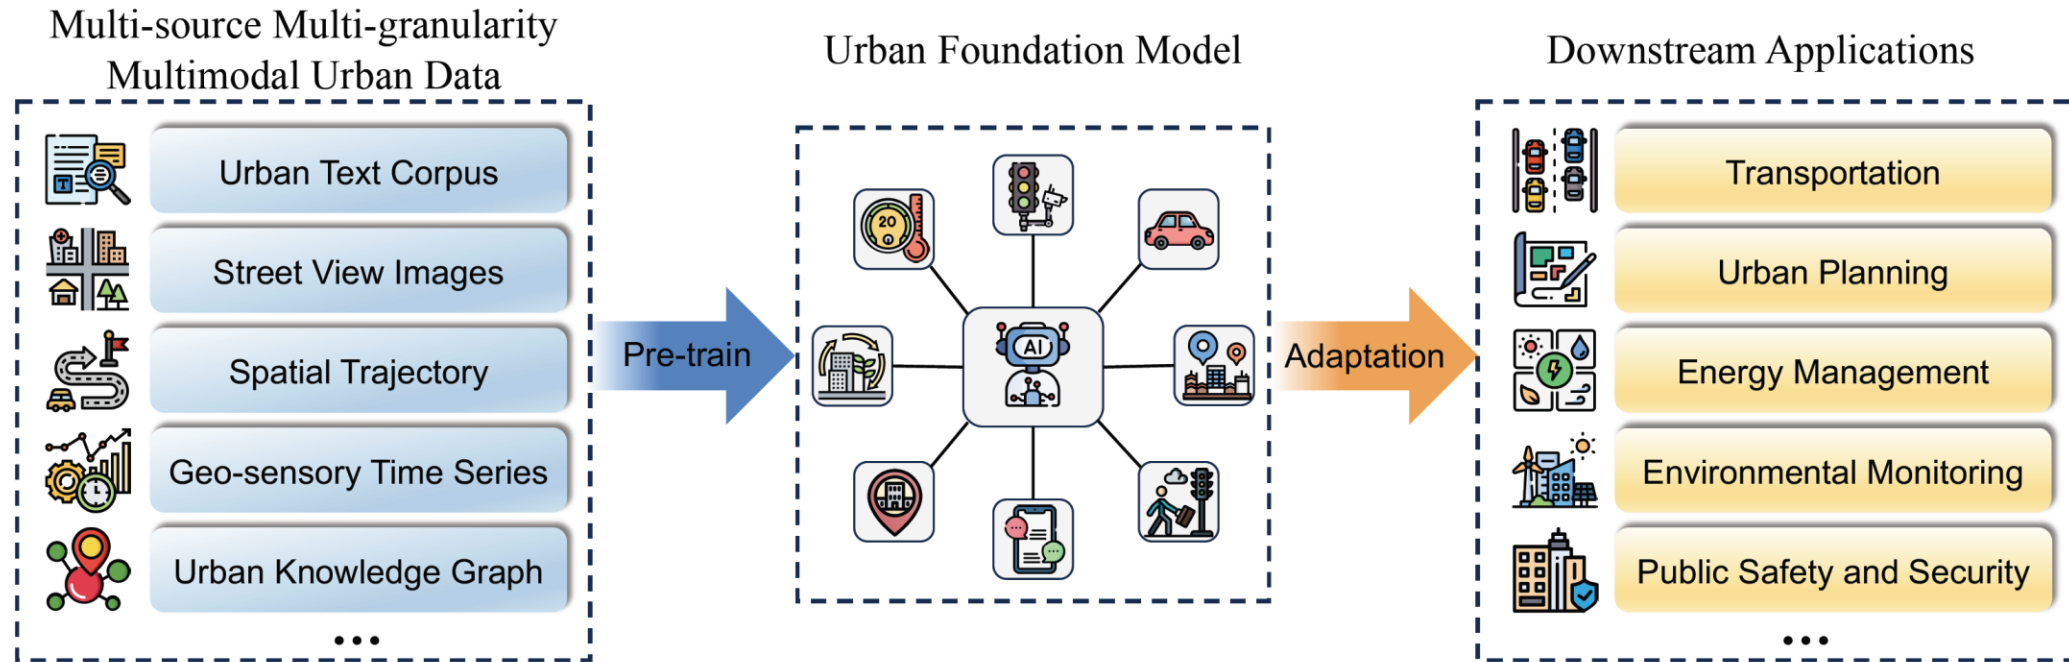 Multi-source Multi-granularity
Multimodal Urban Data
Urban Text Corpus
T
Street View Images
Spatial Trajectory
Geo-sensory Time Series
Urban Knowledge Graph
...
Pre-train
Urban Foundation Model
20
AI
Adaptation
Downstream Applications
Transportation
Urban Planning
Energy Management
Environmental Monitoring
Public Safety and Security
...